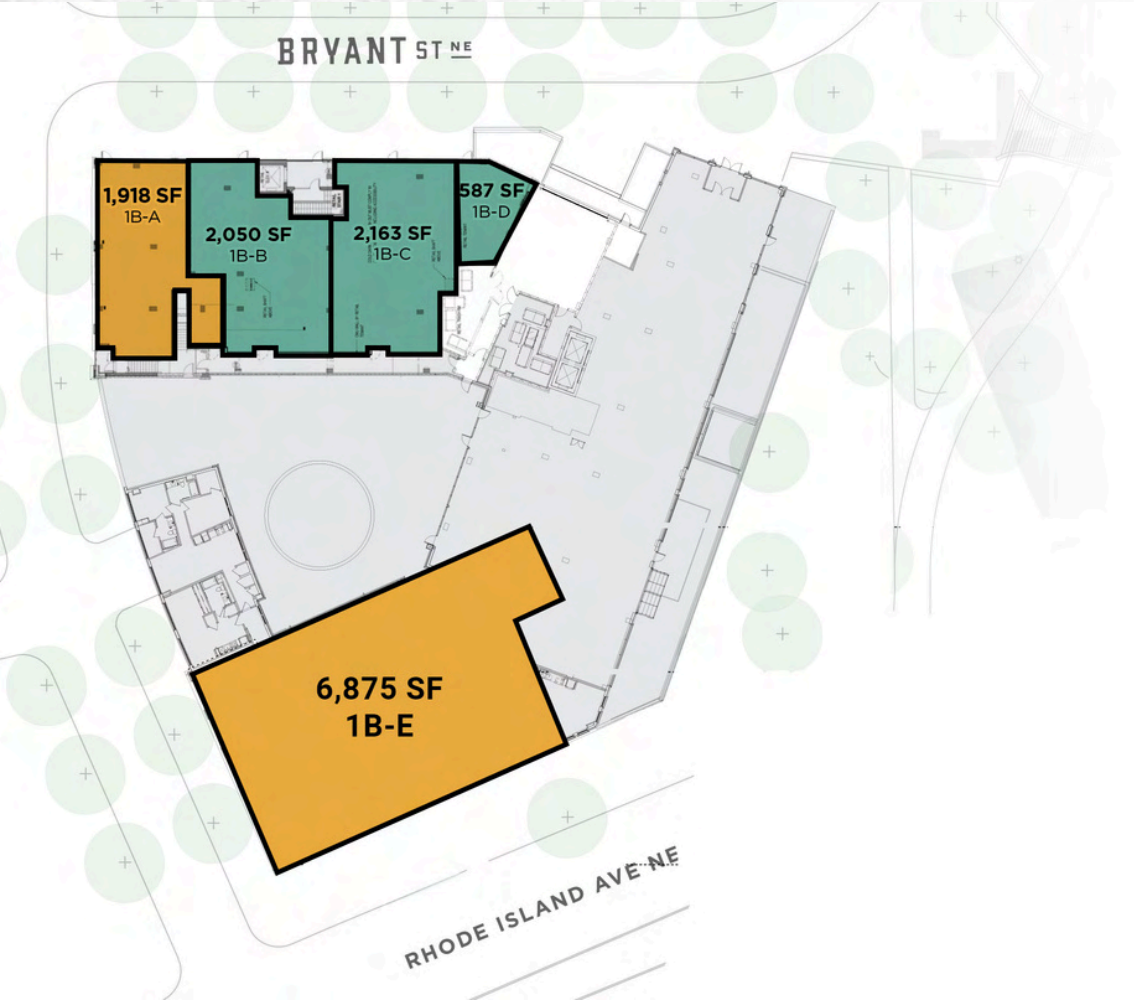 BRYANT ST NE
1,918 SF
1B-A
2,050 SF
1B-B
2,163 SF
1B-C
587 SF
1B-D
6,875 SF
1B-E
RHODE ISLAND AVE NE